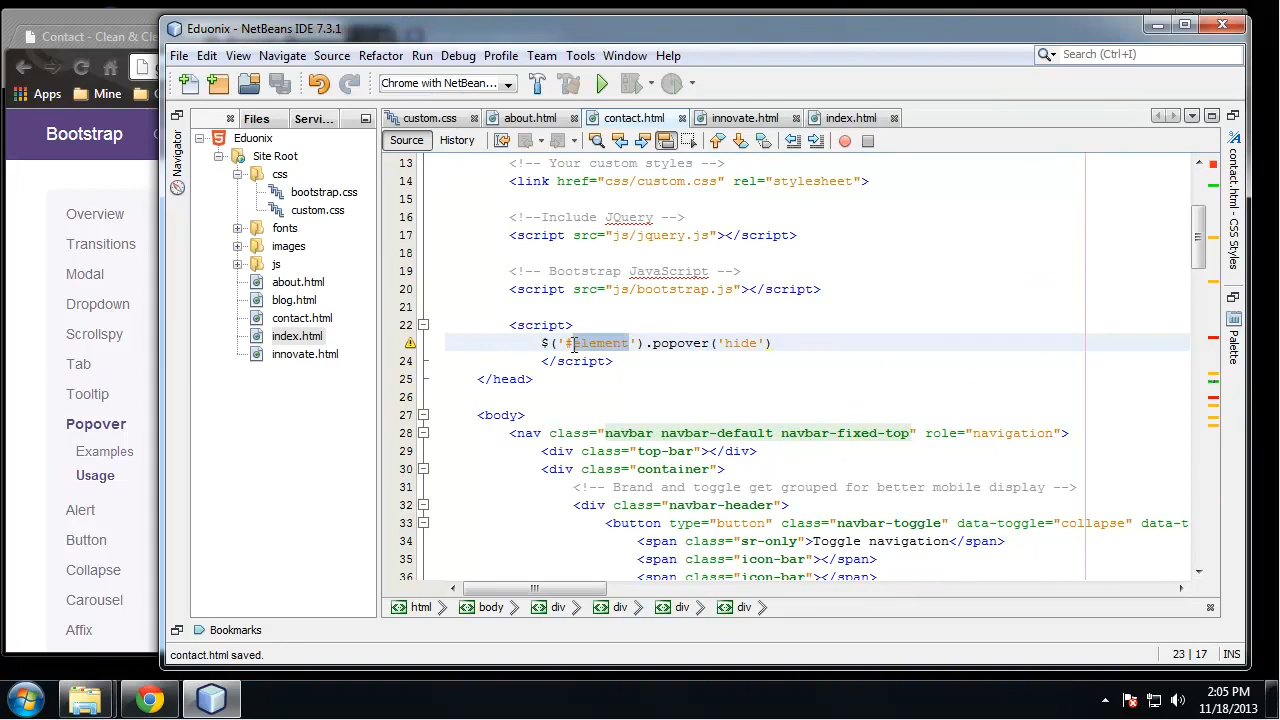 Contact - Clean & Cle
Eduonix - NetBeans IDE 7.3.1
File Edit View Navigate Source Refactor Run Debug Profile Team Tools Window Help
Search (Ctrl+I)
Apps Mine
Chrome with NetBean...
Bootstrap
Overview
Transitions
Modal
Dropdown
Scrollspy
Tab
Tooltip
Popover
Examples
Usage
Alert
Button
Collapse
Carousel
Affix
Navigator
Files Servi...
Eduonix
Site Root
css
bootstrap.css
custom.css
fonts
images
js
about.html
blog.html
contact.html
index.html
innovate.html
custom.css about.html contact.html innovate.html index.html
Source History
13 <!-- Your custom styles -->
14 <link href="css/custom.css" rel="stylesheet">
15
16 <!--Include JQuery -->
17 <script src="js/jquery.js"></script>
18
19 <!-- Bootstrap JavaScript -->
20 <script src="js/bootstrap.js"></script>
21
22 <script>
$('#element').popover('hide')
24 </script>
25 </head>
26
27 <body>
28 <nav class="navbar navbar-default navbar-fixed-top" role="navigation">
29 <div class="top-bar"></div>
30 <div class="container">
31 <!-- Brand and toggle get grouped for better mobile display -->
32 <div class="navbar-header">
33 <button type="button" class="navbar-toggle" data-toggle="collapse" data-t
34 <span class="sr-only">Toggle navigation</span>
35 <span class="icon-bar"></span>
36 <span class="icon-bar"></span>
html body div div div div
contact.html - CSS Styles
Palette
Bookmarks
contact.html saved.
23 | 17 INS
2:05 PM
11/18/2013